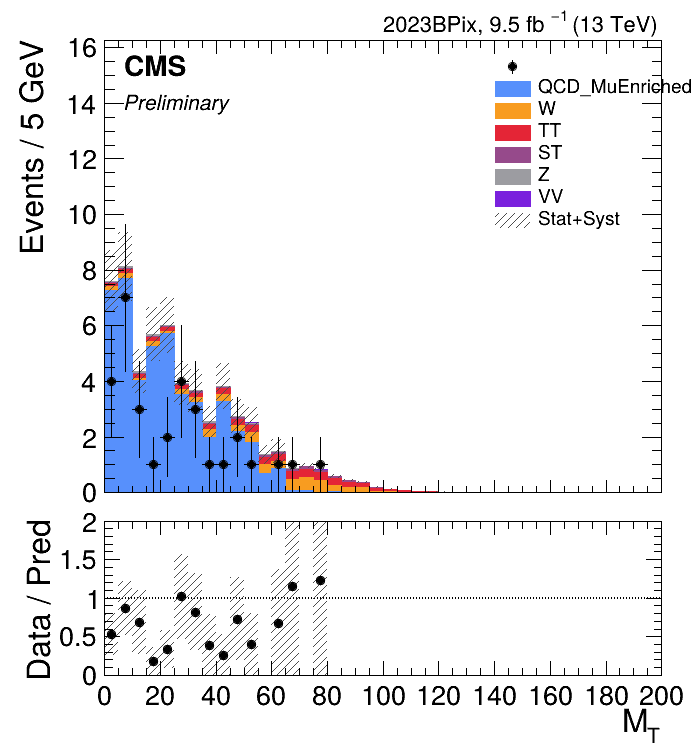 2023BPix, 9.5 fb ⁻¹ (13 TeV)
CMS
Preliminary
QCD_MuEnriched
W
TT
ST
Z
VV
Stat+Syst
Events / 5 GeV
16
14
12
10
8
6
4
2
0
Data / Pred
2
1.5
1
0.5
0
0 20 40 60 80 100 120 140 160 180 200
M_T